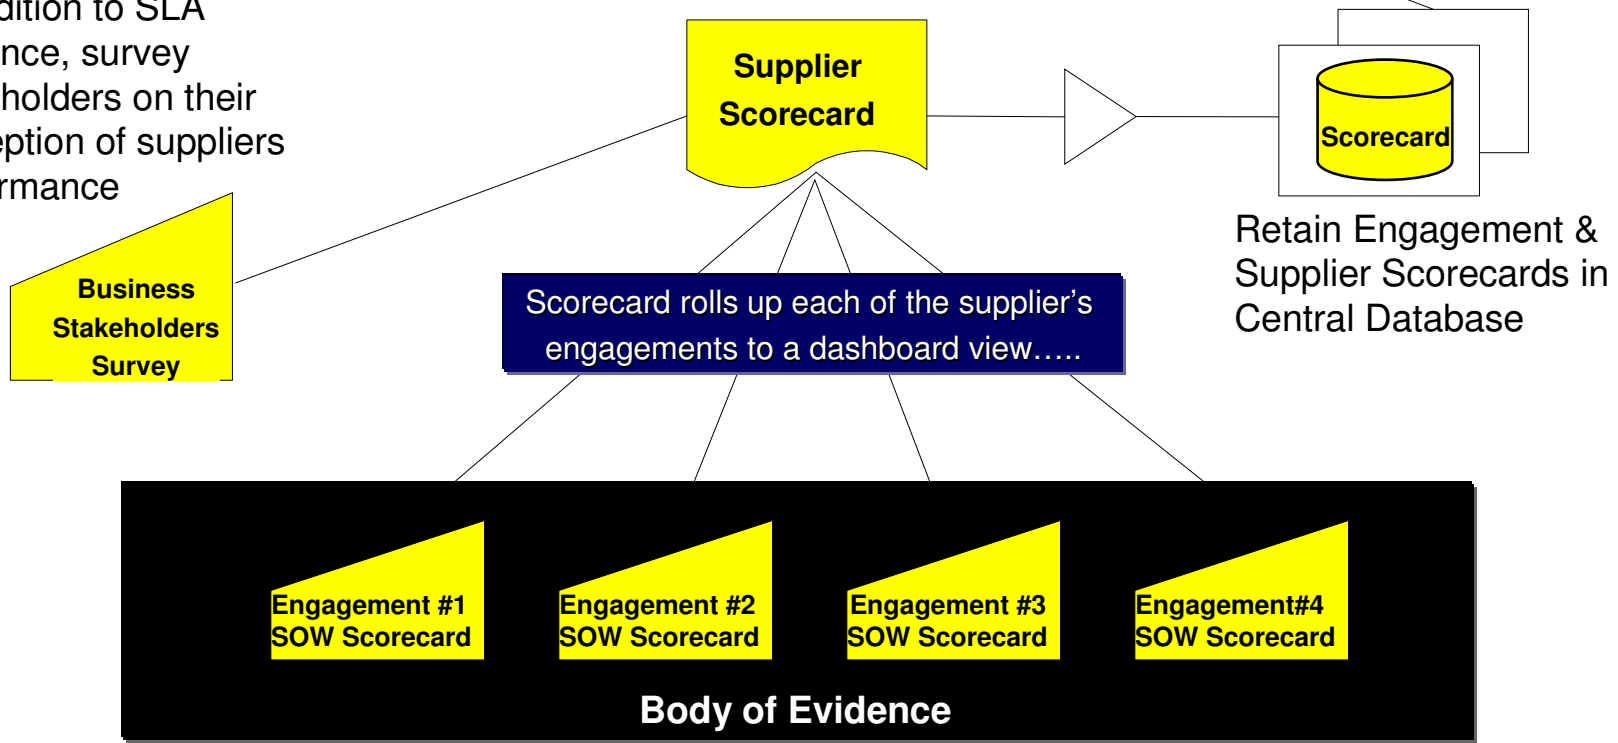 dition to SLA
nce, survey
holders on their
eption of suppliers
rmance
Supplier
Scorecard
Scorecard
Retain Engagement &
Supplier Scorecards in
Central Database
Business
Stakeholders
Survey
Scorecard rolls up each of the supplier’s
engagements to a dashboard view…..
Engagement #1
SOW Scorecard
Engagement #2
SOW Scorecard
Engagement #3
SOW Scorecard
Engagement#4
SOW Scorecard
Body of Evidence